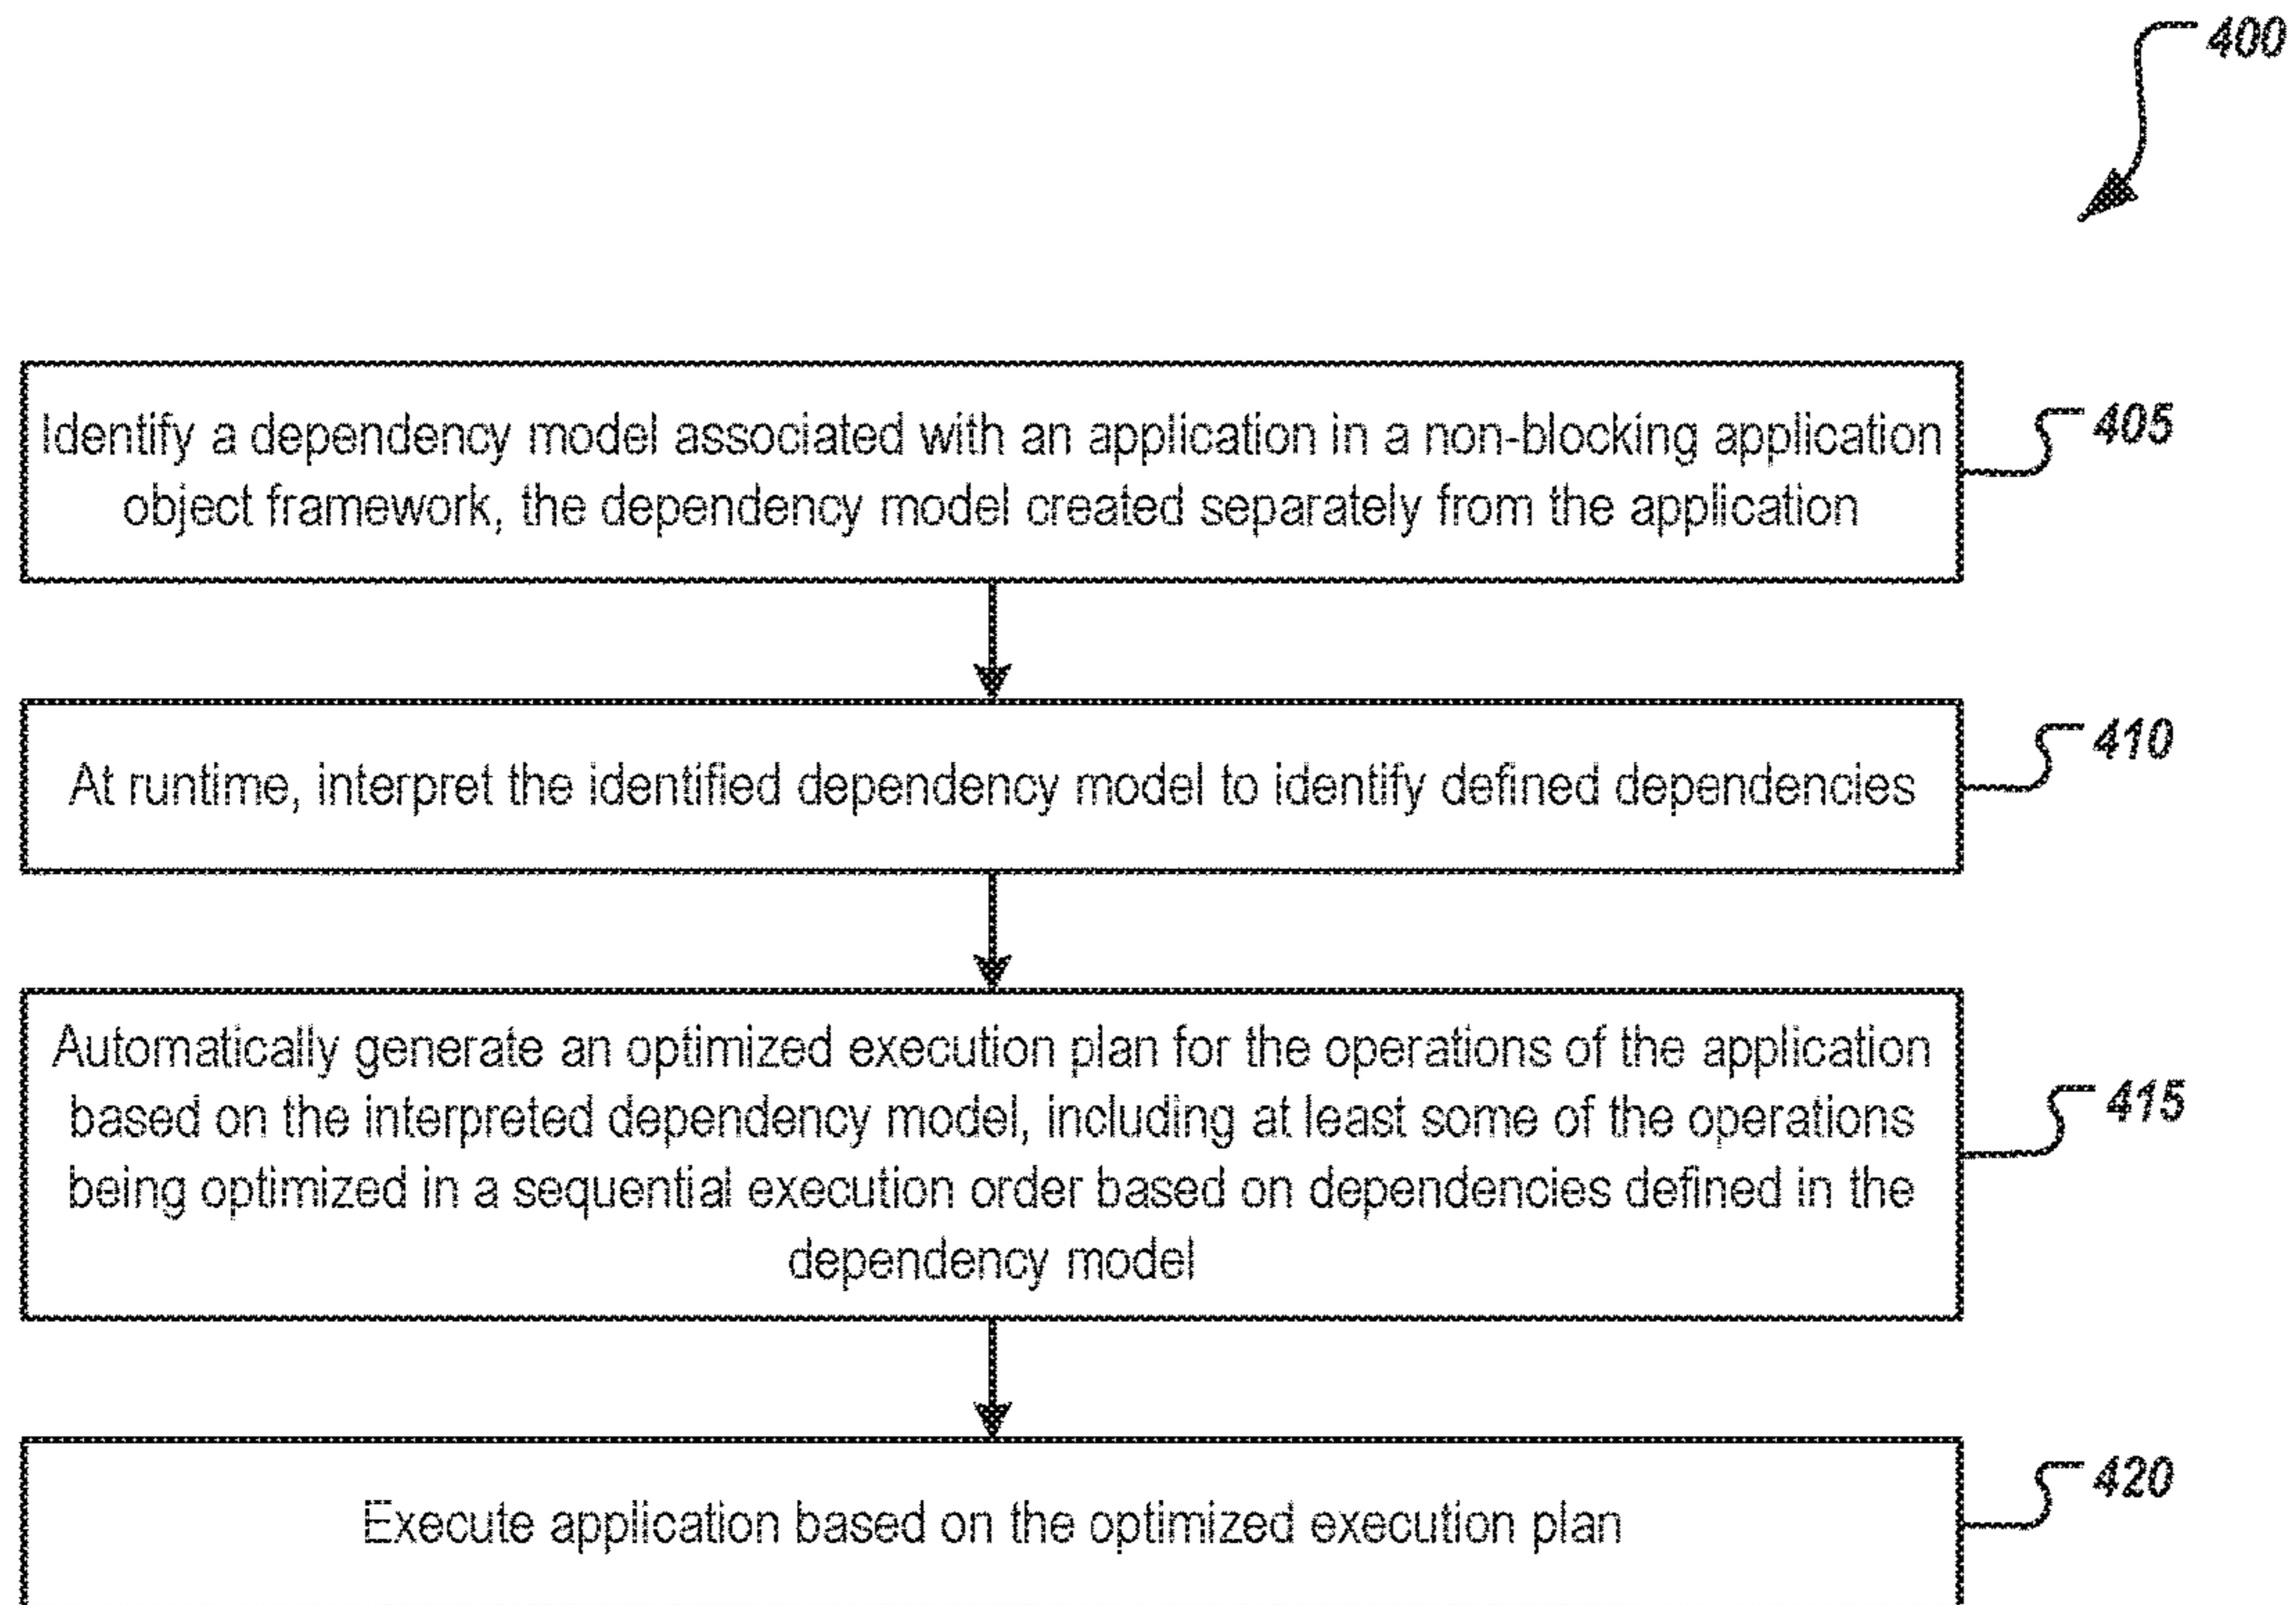 400
Identify a dependency model associated with an application in a non-blocking application
object framework, the dependency model created separately from the application
405
At runtime, interpret the identified dependency model to identify defined dependencies
410
Automatically generate an optimized execution plan for the operations of the application
based on the interpreted dependency model, including at least some of the operations
being optimized in a sequential execution order based on dependencies defined in the
dependency model
415
Execute application based on the optimized execution plan
420